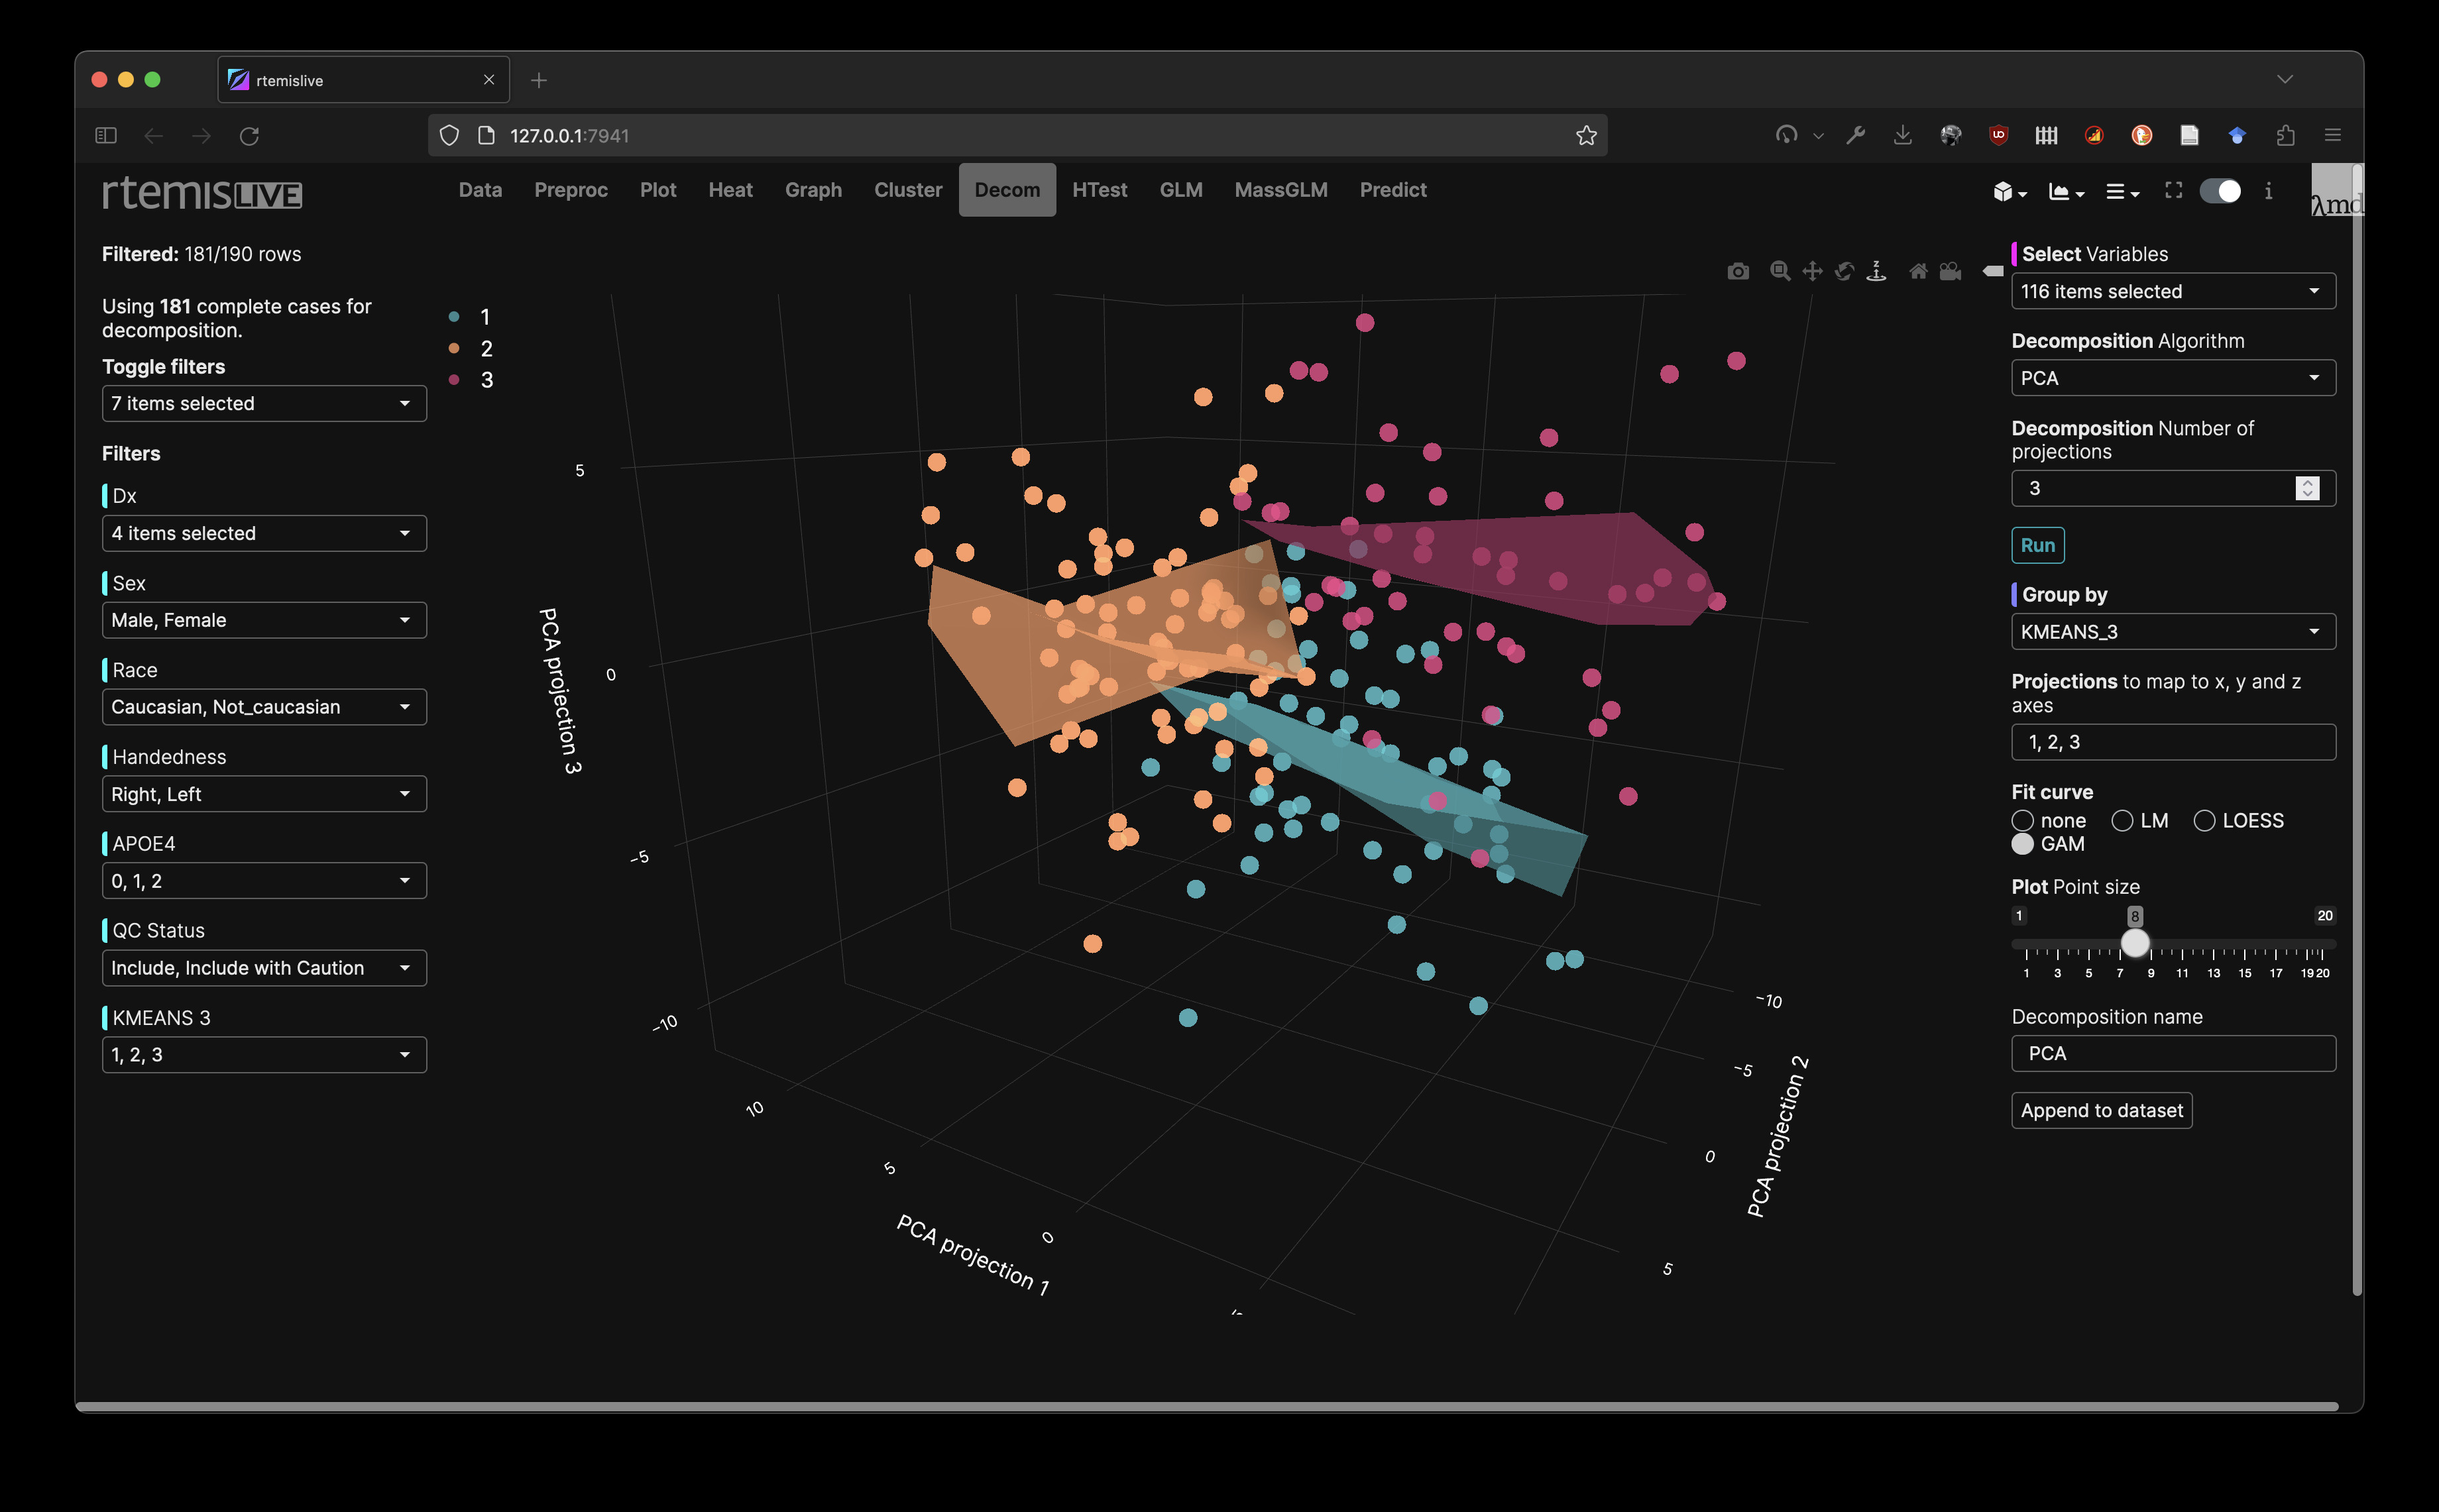 rtemislive
127.0.0.1:7941
rtemisLIVE
Data Preproc Plot Heat Graph Cluster Decom HTest GLM MassGLM Predict
λmd
Filtered: 181/190 rows
Using 181 complete cases for
decomposition.
Toggle filters
7 items selected
Filters
Dx
4 items selected
Sex
Male, Female
Race
Caucasian, Not_caucasian
Handedness
Right, Left
APOE4
0, 1, 2
QC Status
Include, Include with Caution
KMEANS 3
1, 2, 3
1
2
3
z
5
0
−5
−10
PCA projection 3
10
5
0
PCA projection 1
−10
−5
0
5
PCA projection 2
Select Variables
116 items selected
Decomposition Algorithm
PCA
Decomposition Number of
projections
3
Run
Group by
KMEANS_3
Projections to map to x, y and z
axes
1, 2, 3
Fit curve
none LM LOESS
GAM
Plot Point size
1 8 20
1 3 5 7 9 11 13 15 17 19 20
Decomposition name
PCA
Append to dataset